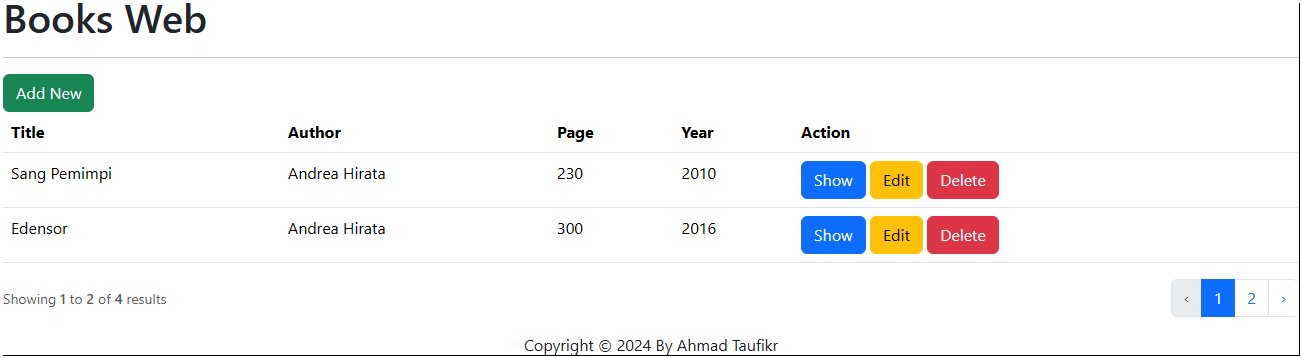 Books Web
Add New
Title Author Page Year Action
Sang Pemimpi Andrea Hirata 230 2010 Show Edit Delete
Edensor Andrea Hirata 300 2016 Show Edit Delete
Showing 1 to 2 of 4 results ‹ 1 2 ›
Copyright © 2024 By Ahmad Taufikr